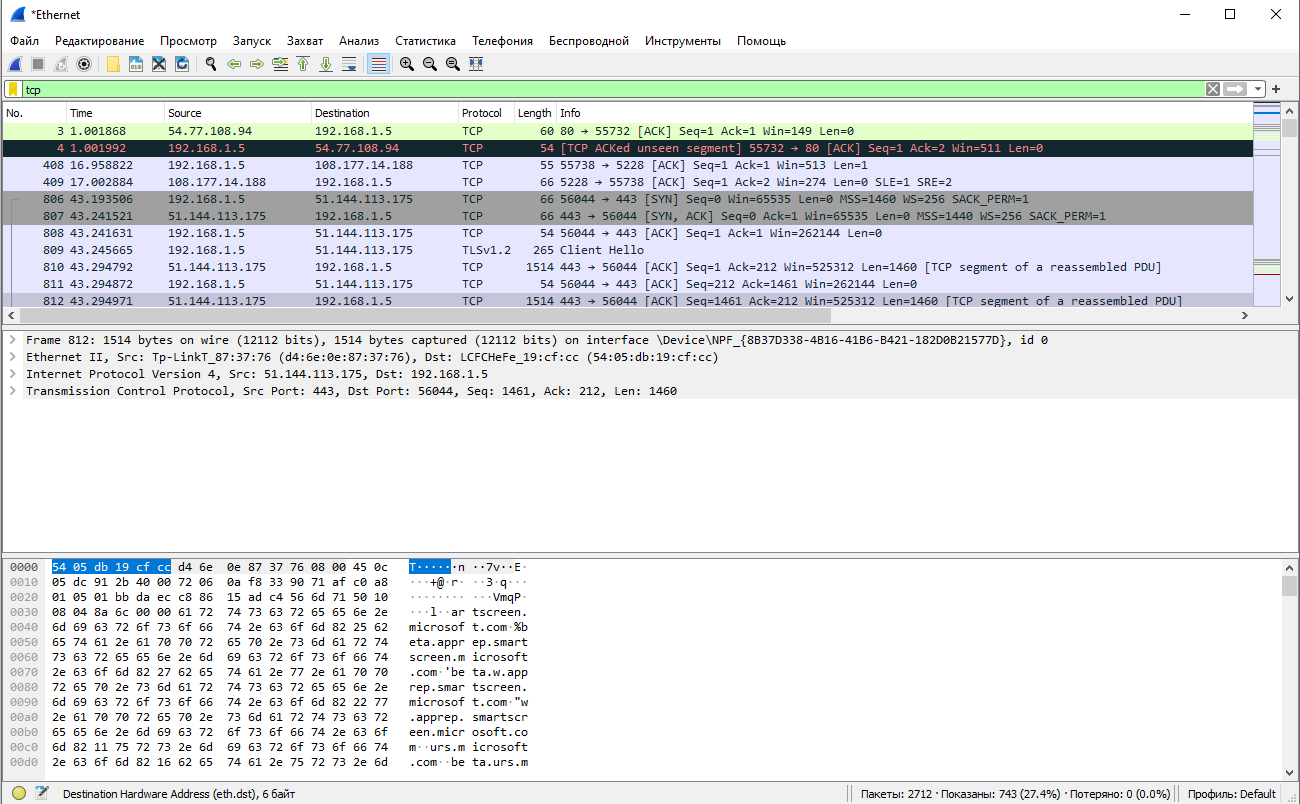 *Ethernet
Файл Редактирование Просмотр Запуск Захват Анализ Статистика Телефония Беспроводной Инструменты Помощь
tcp
No. Time Source Destination Protocol Length Info
3 1.001868 54.77.108.94 192.168.1.5 TCP 60 80 → 55732 [ACK] Seq=1 Ack=1 Win=149 Len=0
4 1.001992 192.168.1.5 54.77.108.94 TCP 54 [TCP ACKed unseen segment] 55732 → 80 [ACK] Seq=1 Ack=2 Win=511 Len=0
408 16.958822 192.168.1.5 108.177.14.188 TCP 55 55738 → 5228 [ACK] Seq=1 Ack=1 Win=513 Len=1
409 17.002884 108.177.14.188 192.168.1.5 TCP 66 5228 → 55738 [ACK] Seq=1 Ack=2 Win=274 Len=0 SLE=1 SRE=2
806 43.193506 192.168.1.5 51.144.113.175 TCP 66 56044 → 443 [SYN] Seq=0 Win=65535 Len=0 MSS=1460 WS=256 SACK_PERM=1
807 43.241521 51.144.113.175 192.168.1.5 TCP 66 443 → 56044 [SYN, ACK] Seq=0 Ack=1 Win=65535 Len=0 MSS=1440 WS=256 SACK_PERM=1
808 43.241631 192.168.1.5 51.144.113.175 TCP 54 56044 → 443 [ACK] Seq=1 Ack=1 Win=262144 Len=0
809 43.245665 192.168.1.5 51.144.113.175 TLSv1.2 265 Client Hello
810 43.294792 51.144.113.175 192.168.1.5 TCP 1514 443 → 56044 [ACK] Seq=1 Ack=212 Win=525312 Len=1460 [TCP segment of a reassembled PDU]
811 43.294872 192.168.1.5 51.144.113.175 TCP 54 56044 → 443 [ACK] Seq=212 Ack=1461 Win=262144 Len=0
812 43.294971 51.144.113.175 192.168.1.5 TCP 1514 443 → 56044 [ACK] Seq=1461 Ack=212 Win=525312 Len=1460 [TCP segment of a reassembled PDU]
Frame 812: 1514 bytes on wire (12112 bits), 1514 bytes captured (12112 bits) on interface \Device\NPF_{8B37D338-4B16-41B6-B421-182D0B21577D}, id 0
Ethernet II, Src: Tp-LinkT_87:37:76 (d4:6e:0e:87:37:76), Dst: LCFCHeFe_19:cf:cc (54:05:db:19:cf:cc)
Internet Protocol Version 4, Src: 51.144.113.175, Dst: 192.168.1.5
Transmission Control Protocol, Src Port: 443, Dst Port: 56044, Seq: 1461, Ack: 212, Len: 1460
0000 54 05 db 19 cf cc d4 6e 0e 87 37 76 08 00 45 0c T······n ··7v··E·
0010 05 dc 91 2b 40 00 72 06 0a f8 33 90 71 af c0 a8 ···+@·r· ··3·q···
0020 01 05 01 bb da ec c8 86 15 ad c4 56 6d 71 50 10 ········ ···VmqP·
0030 08 04 8a 6c 00 00 61 72 74 73 63 72 65 65 6e 2e ···l··ar tscreen.
0040 6d 69 63 72 6f 73 6f 66 74 2e 63 6f 6d 82 25 62 microsof t.com·%b
0050 65 74 61 2e 61 70 70 72 65 70 2e 73 6d 61 72 74 eta.appr ep.smart
0060 73 63 72 65 65 6e 2e 6d 69 63 72 6f 73 6f 66 74 screen.m icrosoft
0070 2e 63 6f 6d 82 27 62 65 74 61 2e 77 2e 61 70 70 .com·'be ta.w.app
0080 72 65 70 2e 73 6d 61 72 74 73 63 72 65 65 6e 2e rep.smar tscreen.
0090 6d 69 63 72 6f 73 6f 66 74 2e 63 6f 6d 82 22 77 microsof t.com·"w
00a0 2e 61 70 70 72 65 70 2e 73 6d 61 72 74 73 63 72 .apprep. smartscr
00b0 65 65 6e 2e 6d 69 63 72 6f 73 6f 66 74 2e 63 6f een.micr osoft.co
00c0 6d 82 11 75 72 73 2e 6d 69 63 72 6f 73 6f 66 74 m··urs.m icrosoft
00d0 2e 63 6f 6d 82 16 62 65 74 61 2e 75 72 73 2e 6d .com··be ta.urs.m
Destination Hardware Address (eth.dst), 6 байт Пакеты: 2712 · Показаны: 743 (27.4%) · Потеряно: 0 (0.0%) Профиль: Default